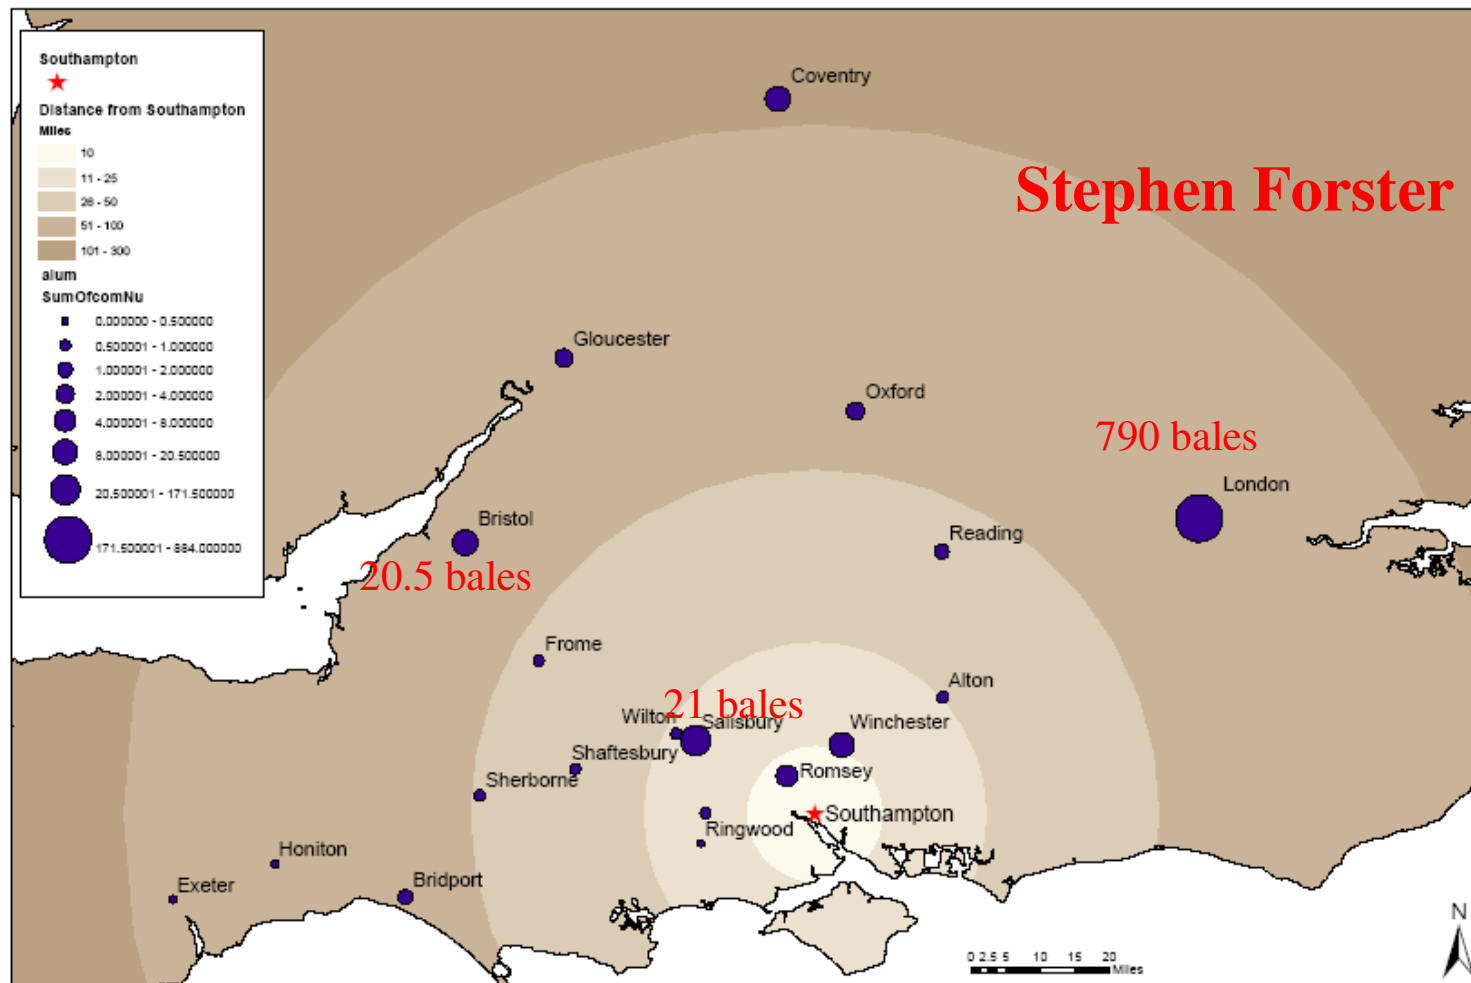 Southampton
Distance from Southampton
Miles
10
11 - 25
26 - 50
51 - 100
101 - 300
alum
SumOfcomNu
0.000000 - 0.500000
0.500001 - 1.000000
1.000001 - 2.000000
2.000001 - 4.000000
4.000001 - 8.000000
8.000001 - 20.500000
20.500001 - 171.500000
171.500001 - 884.000000
Coventry
Stephen Forster
Gloucester
Oxford
790 bales
London
Bristol
Reading
20.5 bales
Frome
Alton
21 bales
Wilton
Salisbury
Winchester
Shaftesbury
Romsey
Sherborne
Southampton
Ringwood
Honiton
Exeter
Bridport
N
0 2.5 5 10 15 20
Miles